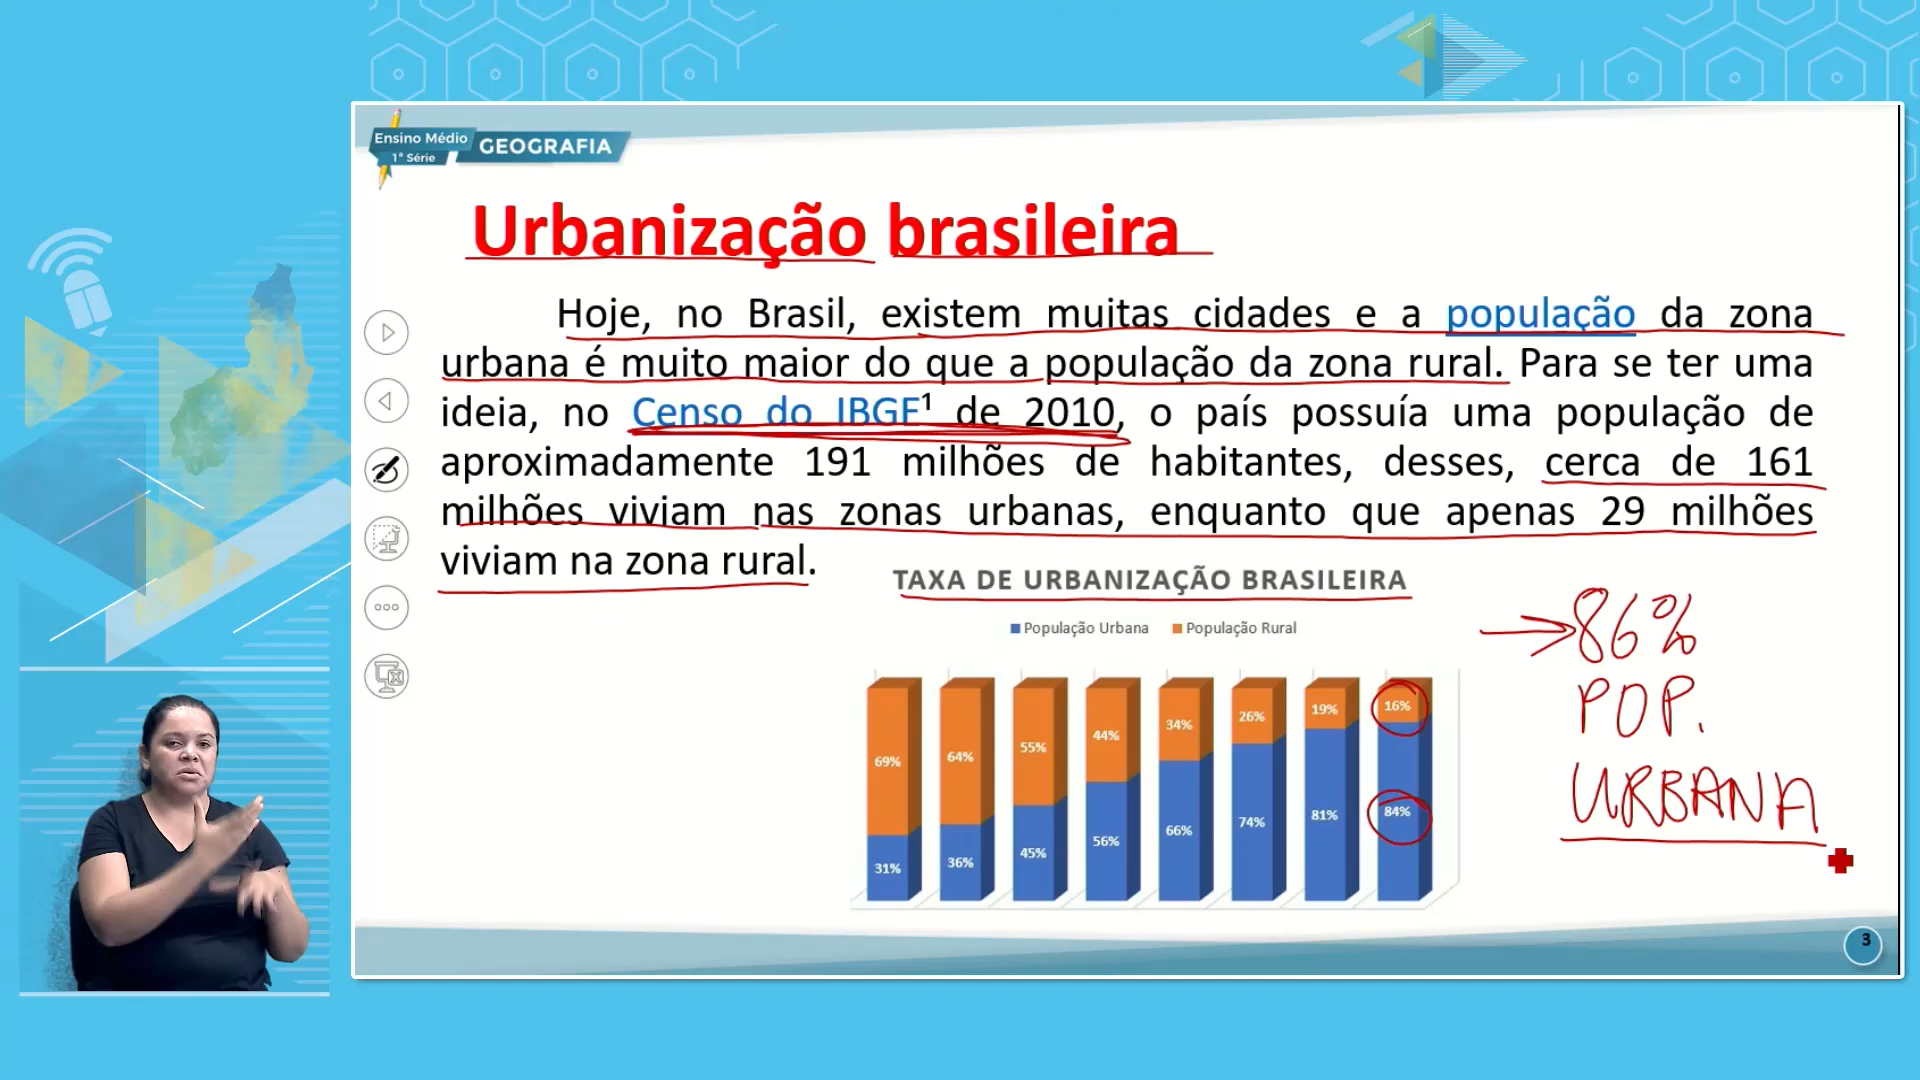 Ensino Médio
1ª Série
GEOGRAFIA
Urbanização brasileira
Hoje, no Brasil, existem muitas cidades e a população da zona
urbana é muito maior do que a população da zona rural. Para se ter uma
ideia, no Censo do IBGE¹ de 2010, o país possuía uma população de
aproximadamente 191 milhões de habitantes, desses, cerca de 161
milhões viviam nas zonas urbanas, enquanto que apenas 29 milhões
viviam na zona rural.
TAXA DE URBANIZAÇÃO BRASILEIRA
População Urbana População Rural
69% 64% 55% 44% 34% 26% 19% 16%
31% 36% 45% 56% 66% 74% 81% 84%
86%
POP.
URBANA
3